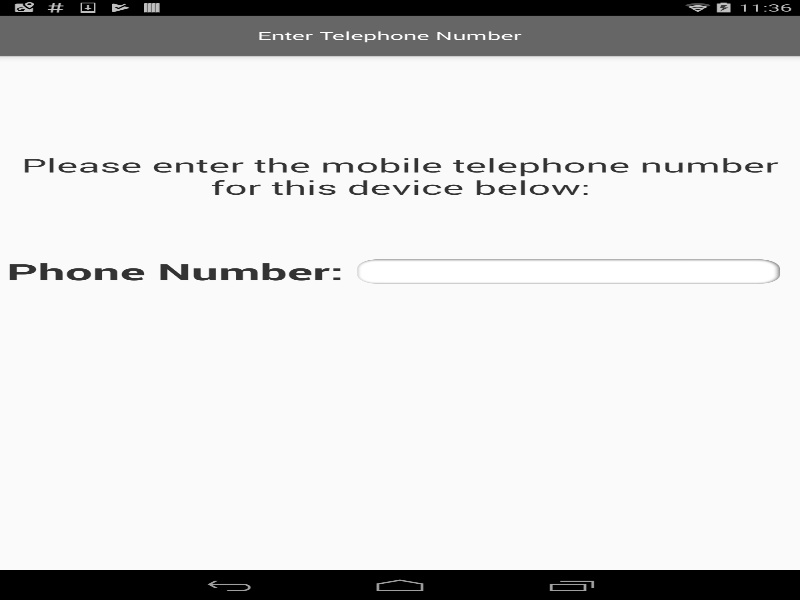 11:36
Enter Telephone Number
Please enter the mobile telephone number
for this device below:
Phone Number: